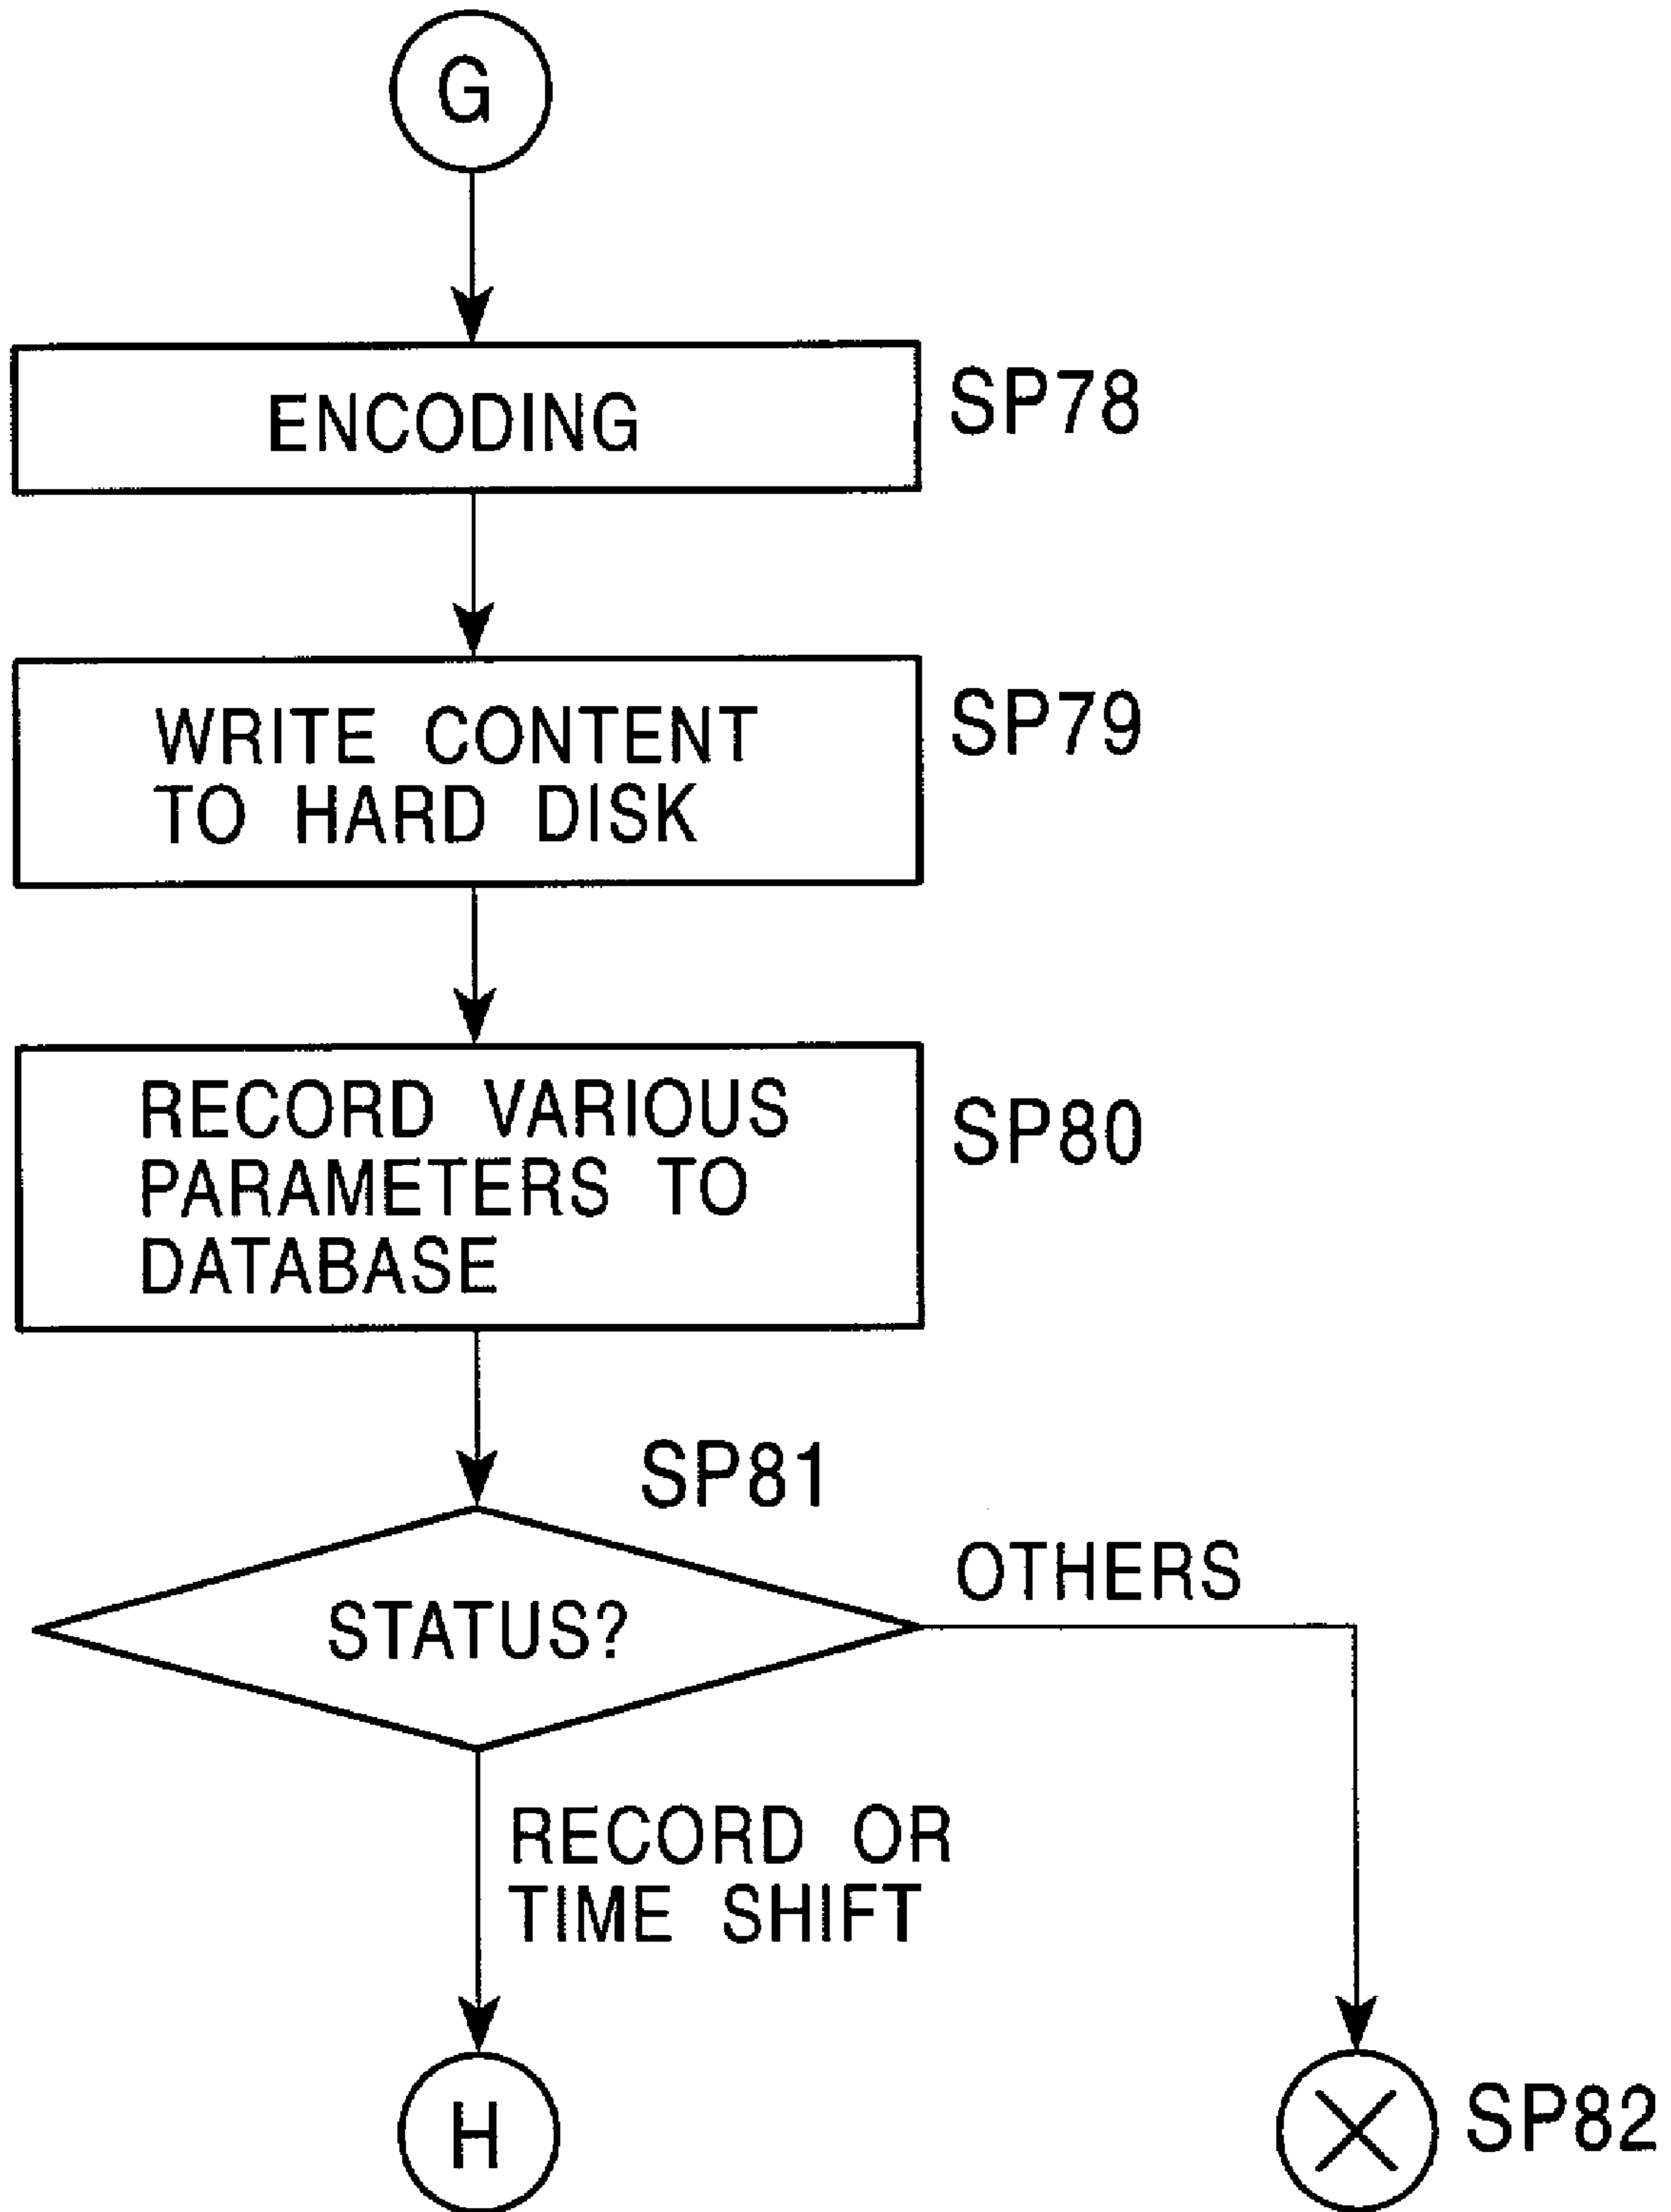 G
ENCODING
SP78
WRITE CONTENT
TO HARD DISK
SP79
RECORD VARIOUS
PARAMETERS TO
DATABASE
SP80
SP81
STATUS?
OTHERS
RECORD OR
TIME SHIFT
H
SP82